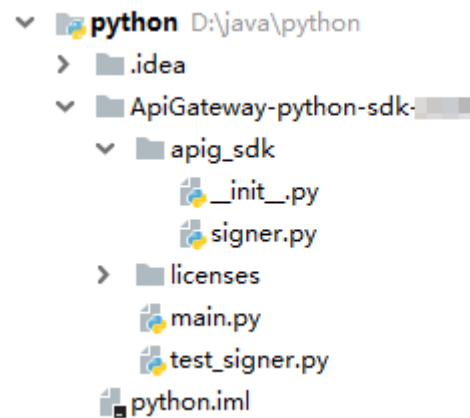 python D:\java\python
.idea
ApiGateway-python-sdk-
apig_sdk
__init__.py
signer.py
licenses
main.py
test_signer.py
python.iml